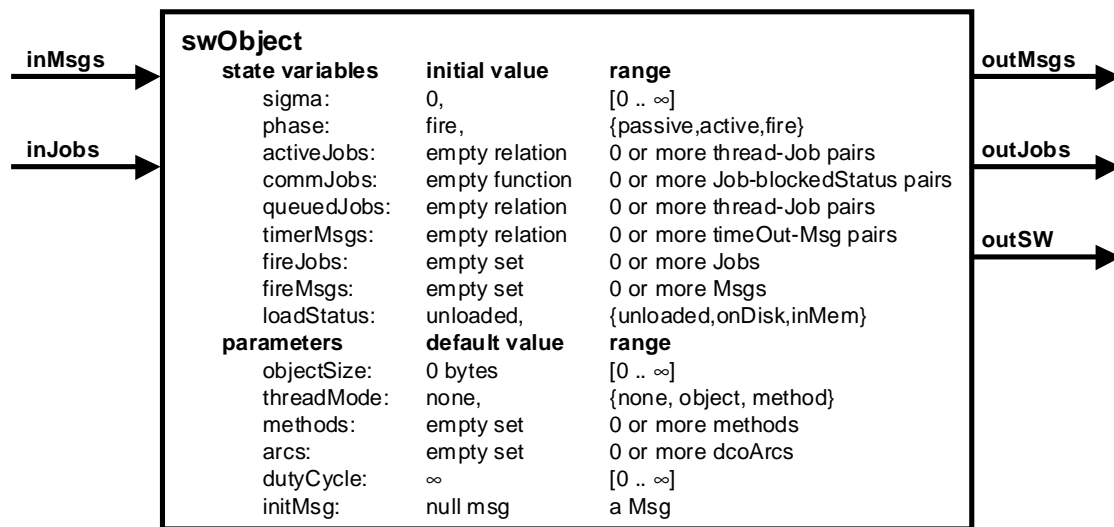 swObject
inMsgs
outMsgs
state variables initial value range
sigma: 0, [0 .. ∞]
phase: fire, {passive,active,fire}
inJobs
outJobs
activeJobs: empty relation 0 or more thread-Job pairs
commJobs: empty function 0 or more Job-blockedStatus pairs
queuedJobs: empty relation 0 or more thread-Job pairs
timerMsgs: empty relation 0 or more timeOut-Msg pairs
outSW
fireJobs: empty set 0 or more Jobs
fireMsgs: empty set 0 or more Msgs
loadStatus: unloaded, {unloaded,onDisk,inMem}
parameters default value range
objectSize: 0 bytes [0 .. ∞]
threadMode: none, {none, object, method}
methods: empty set 0 or more methods
arcs: empty set 0 or more dcoArcs
dutyCycle: ∞ [0 .. ∞]
initMsg: null msg a Msg